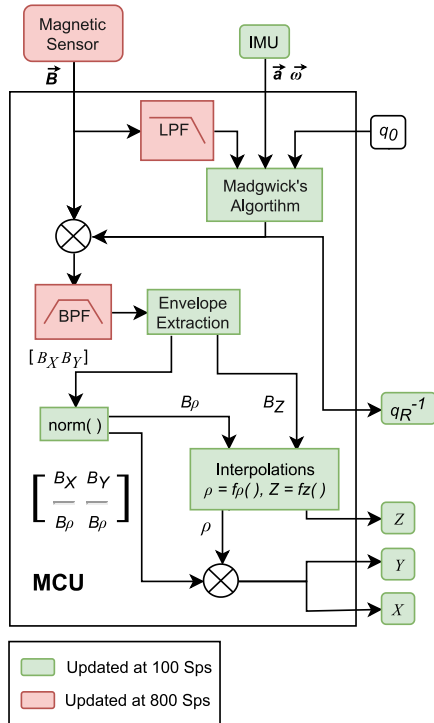 Magnetic
Sensor
IMU
B
a ω
LPF
q0
Madgwick's
Algortihm
BPF
Envelope
Extraction
[ BX BY ]
Bρ
BZ
qR-1
norm( )
Interpolations
ρ = fρ( ), Z = fz( )
BX BY
Bρ Bρ
ρ
Z
Y
X
MCU
Updated at 100 Sps
Updated at 800 Sps